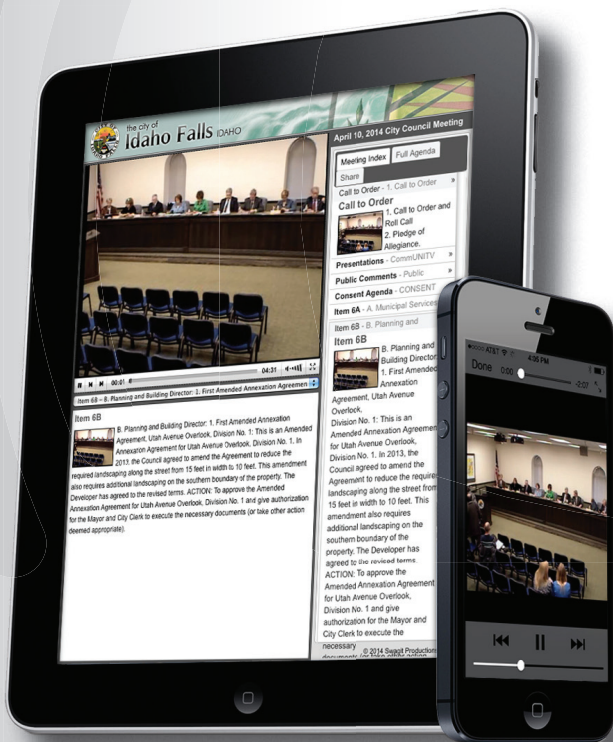 the city of
Idaho Falls IDAHO
April 10, 2014 City Council Meeting
Meeting Index
Full Agenda
Share
Call to Order - 1. Call to Order »
Call to Order
1. Call to Order and
Roll Call
2. Pledge of
Allegiance.
Presentations - CommUNITY »
Public Comments - Public »
Consent Agenda - CONSENT
Item 6A - A. Municipal Services
Item 6B - B. Planning and
Item 6B
B. Planning and
Building Director:
1. First Amended
Annexation
Agreement, Utah Avenue
Overlook,
Division No. 1: This is an
Amended Annexation Agreement
for Utah Avenue Overlook,
Division No. 1. In 2013, the
Council agreed to amend the
Agreement to reduce the required
landscaping along the street from
15 feet in width to 10 feet. This
amendment also requires
additional landscaping on the
southern boundary of the
property. The Developer has
agreed to the revised terms.
ACTION: To approve the
Amended Annexation Agreement
for Utah Avenue Overlook,
Division No. 1 and give
authorization for the Mayor and
City Clerk to execute the
necessary
documents (or take other action
© 2014 Swagit Productions
00:01
04:31
Item 6B – B. Planning and Building Director: 1. First Amended Annexation Agreemen
Item 6B
B. Planning and Building Director: 1. First Amended Annexation
Agreement, Utah Avenue Overlook, Division No. 1: This is an Amended
Annexation Agreement for Utah Avenue Overlook, Division No. 1. In
2013, the Council agreed to amend the Agreement to reduce the
required landscaping along the street from 15 feet in width to 10 feet. This amendment
also requires additional landscaping on the southern boundary of the property. The
Developer has agreed to the revised terms. ACTION: To approve the Amended
Annexation Agreement for Utah Avenue Overlook, Division No. 1 and give authorization
for the Mayor and City Clerk to execute the necessary documents (or take other action
deemed appropriate).
AT&T
4:35 PM
Done
0:00
-2:07